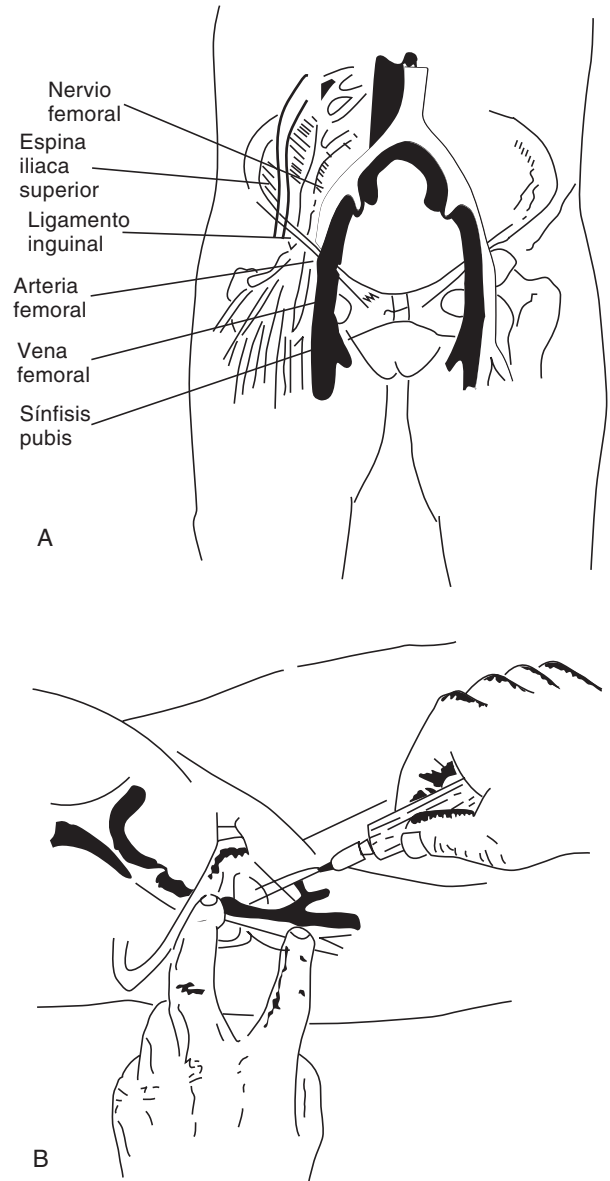 Nervio
femoral
Espina
iliaca
superior
Ligamento
inguinal
Arteria
femoral
Vena
femoral
Sínfisis
pubis
A
B